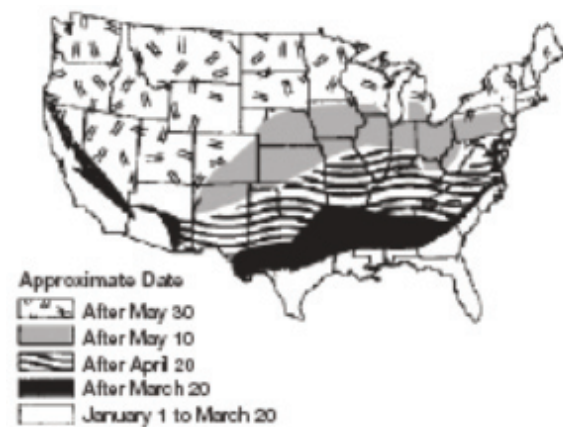 Approximate Date
After May 30
After May 10
After April 20
After March 20
January 1 to March 20